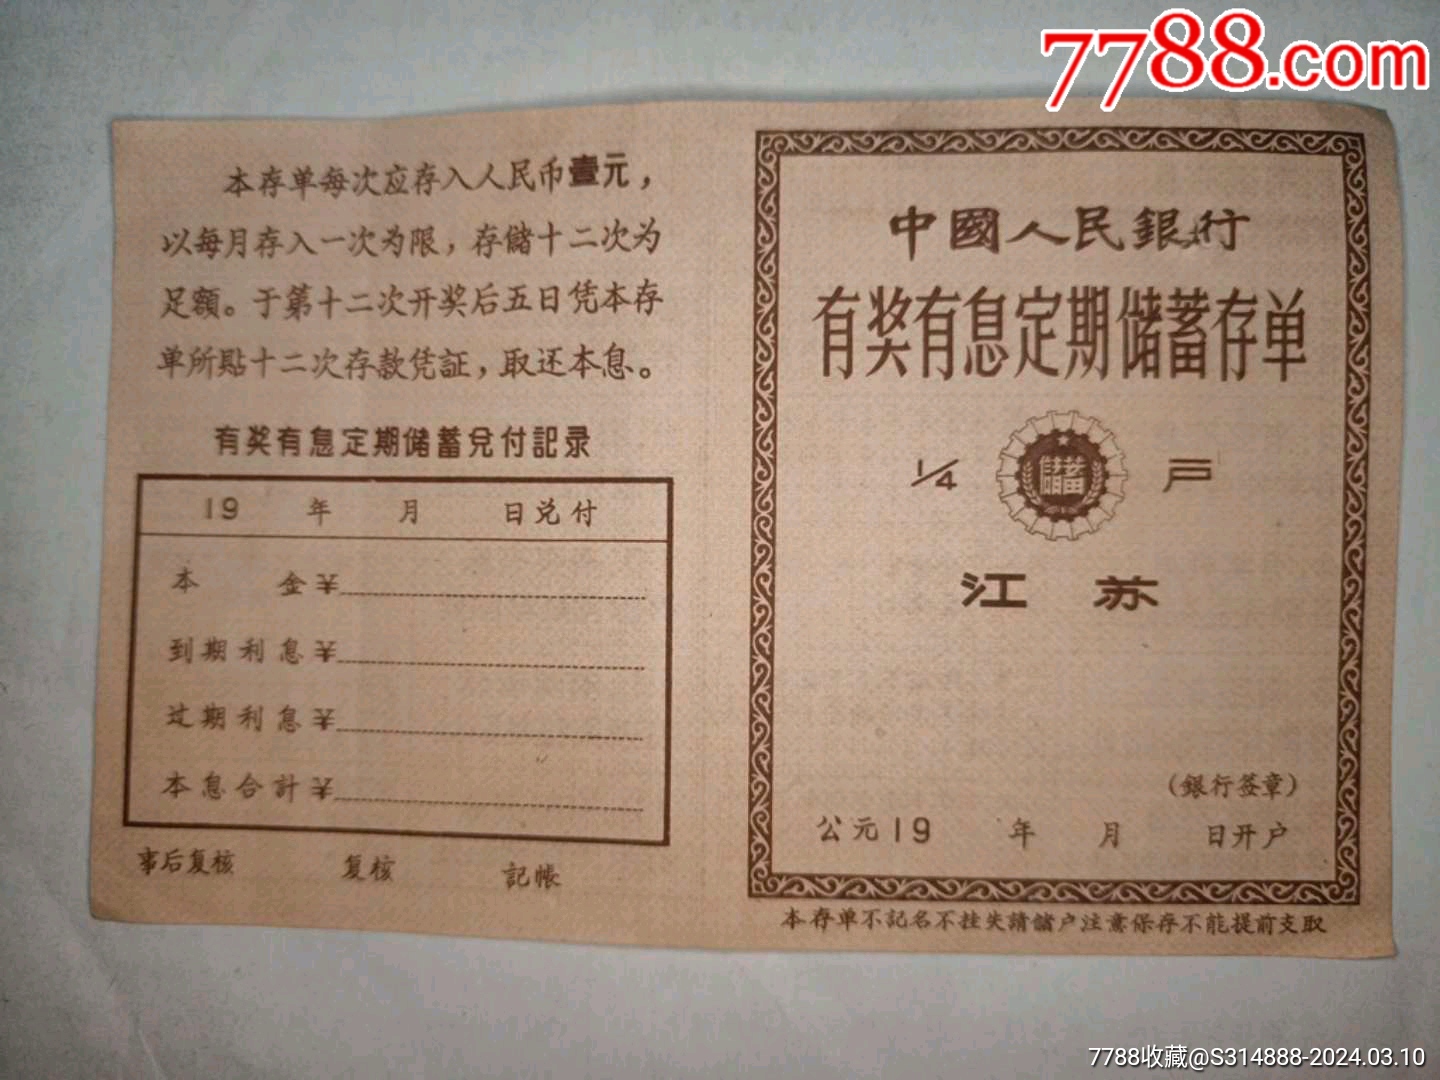 7788.com
本存单每次应存入人民币壹元，
以每月存入一次为限，存储十二次为
足额。于第十二次开奖后五日凭本存
单所贴十二次存款凭証，取还本息。
有奖有息定期储蓄兑付記录
19 年 月 日兑付
本 金¥
到期利息¥
过期利息¥
本息合計¥
事后复核 复核 記帳
中國人民銀行
有奖有息定期储蓄存单
1/4 儲蓄 戸
江苏
(銀行签章)
公元19 年 月 日开户
本存单不記名不挂失請储户注意保存不能提前支取
7788收藏@S314888-2024.03.10